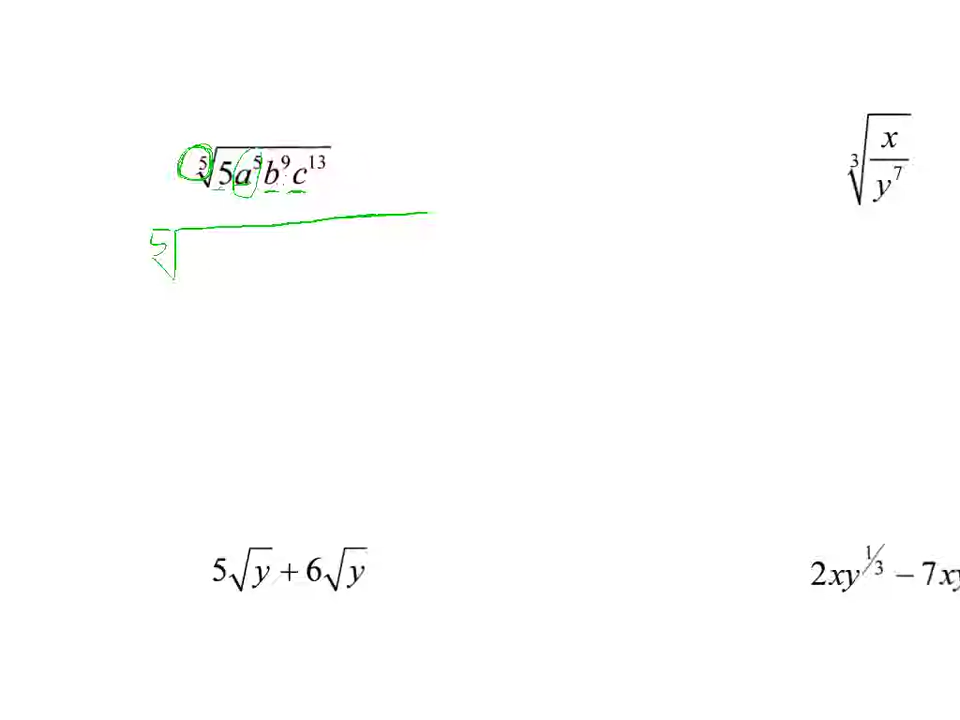 ⁵√(5a⁵b⁹c¹³)
³√(x/y⁷)
5
5√y + 6√y
2xy^(1/3) − 7xy